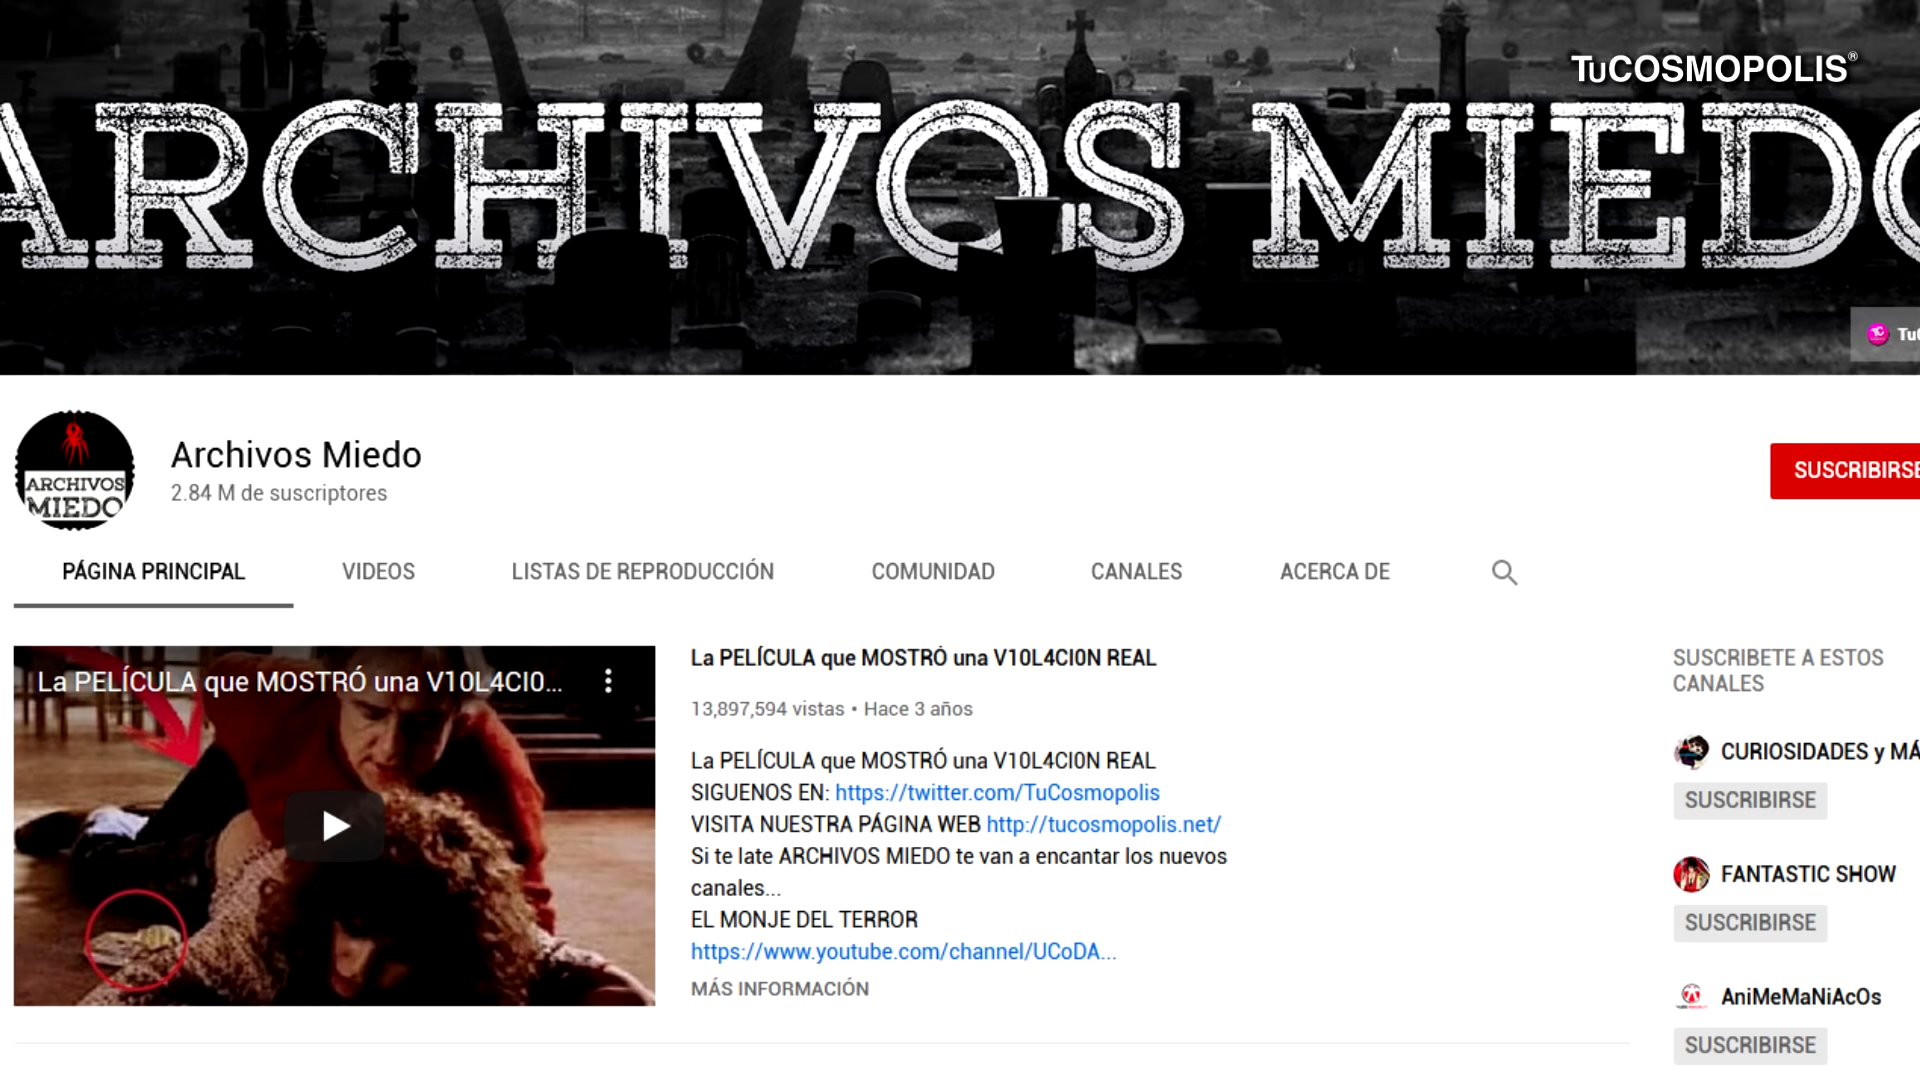 TuCOSMOPOLIS®
ARCHIVOS MIEDO
ARCHIVOS
MIEDO
Archivos Miedo
2.84 M de suscriptores
SUSCRIBIRSE
PÁGINA PRINCIPAL
VIDEOS
LISTAS DE REPRODUCCIÓN
COMUNIDAD
CANALES
ACERCA DE
La PELÍCULA que MOSTRÓ una V10L4CI0...
La PELÍCULA que MOSTRÓ una V10L4CI0N REAL
13,897,594 vistas • Hace 3 años
La PELÍCULA que MOSTRÓ una V10L4CI0N REAL
SIGUENOS EN: https://twitter.com/TuCosmopolis
VISITA NUESTRA PÁGINA WEB http://tucosmopolis.net/
Si te late ARCHIVOS MIEDO te van a encantar los nuevos
canales...
EL MONJE DEL TERROR
https://www.youtube.com/channel/UCoDA...
MÁS INFORMACIÓN
SUSCRIBETE A ESTOS
CANALES
CURIOSIDADES y MÁ
SUSCRIBIRSE
FANTASTIC SHOW
SUSCRIBIRSE
AniMeMaNiAcOs
SUSCRIBIRSE